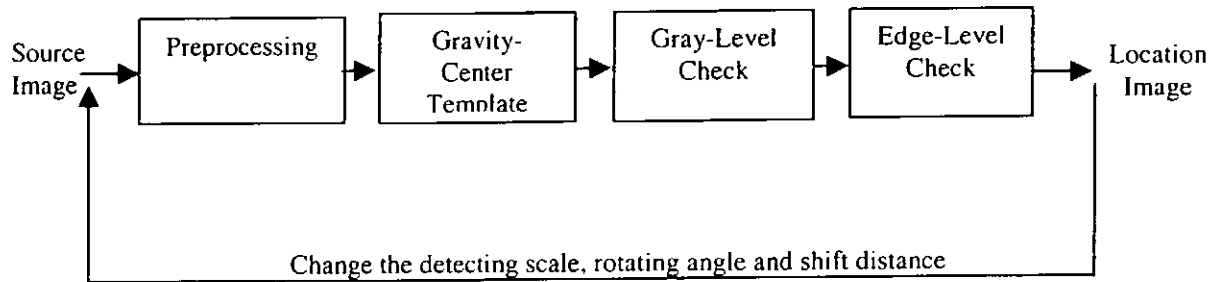 Source
Image
Preprocessing
Gravity-
Center
Template
Gray-Level
Check
Edge-Level
Check
Location
Image
Change the detecting scale, rotating angle and shift distance